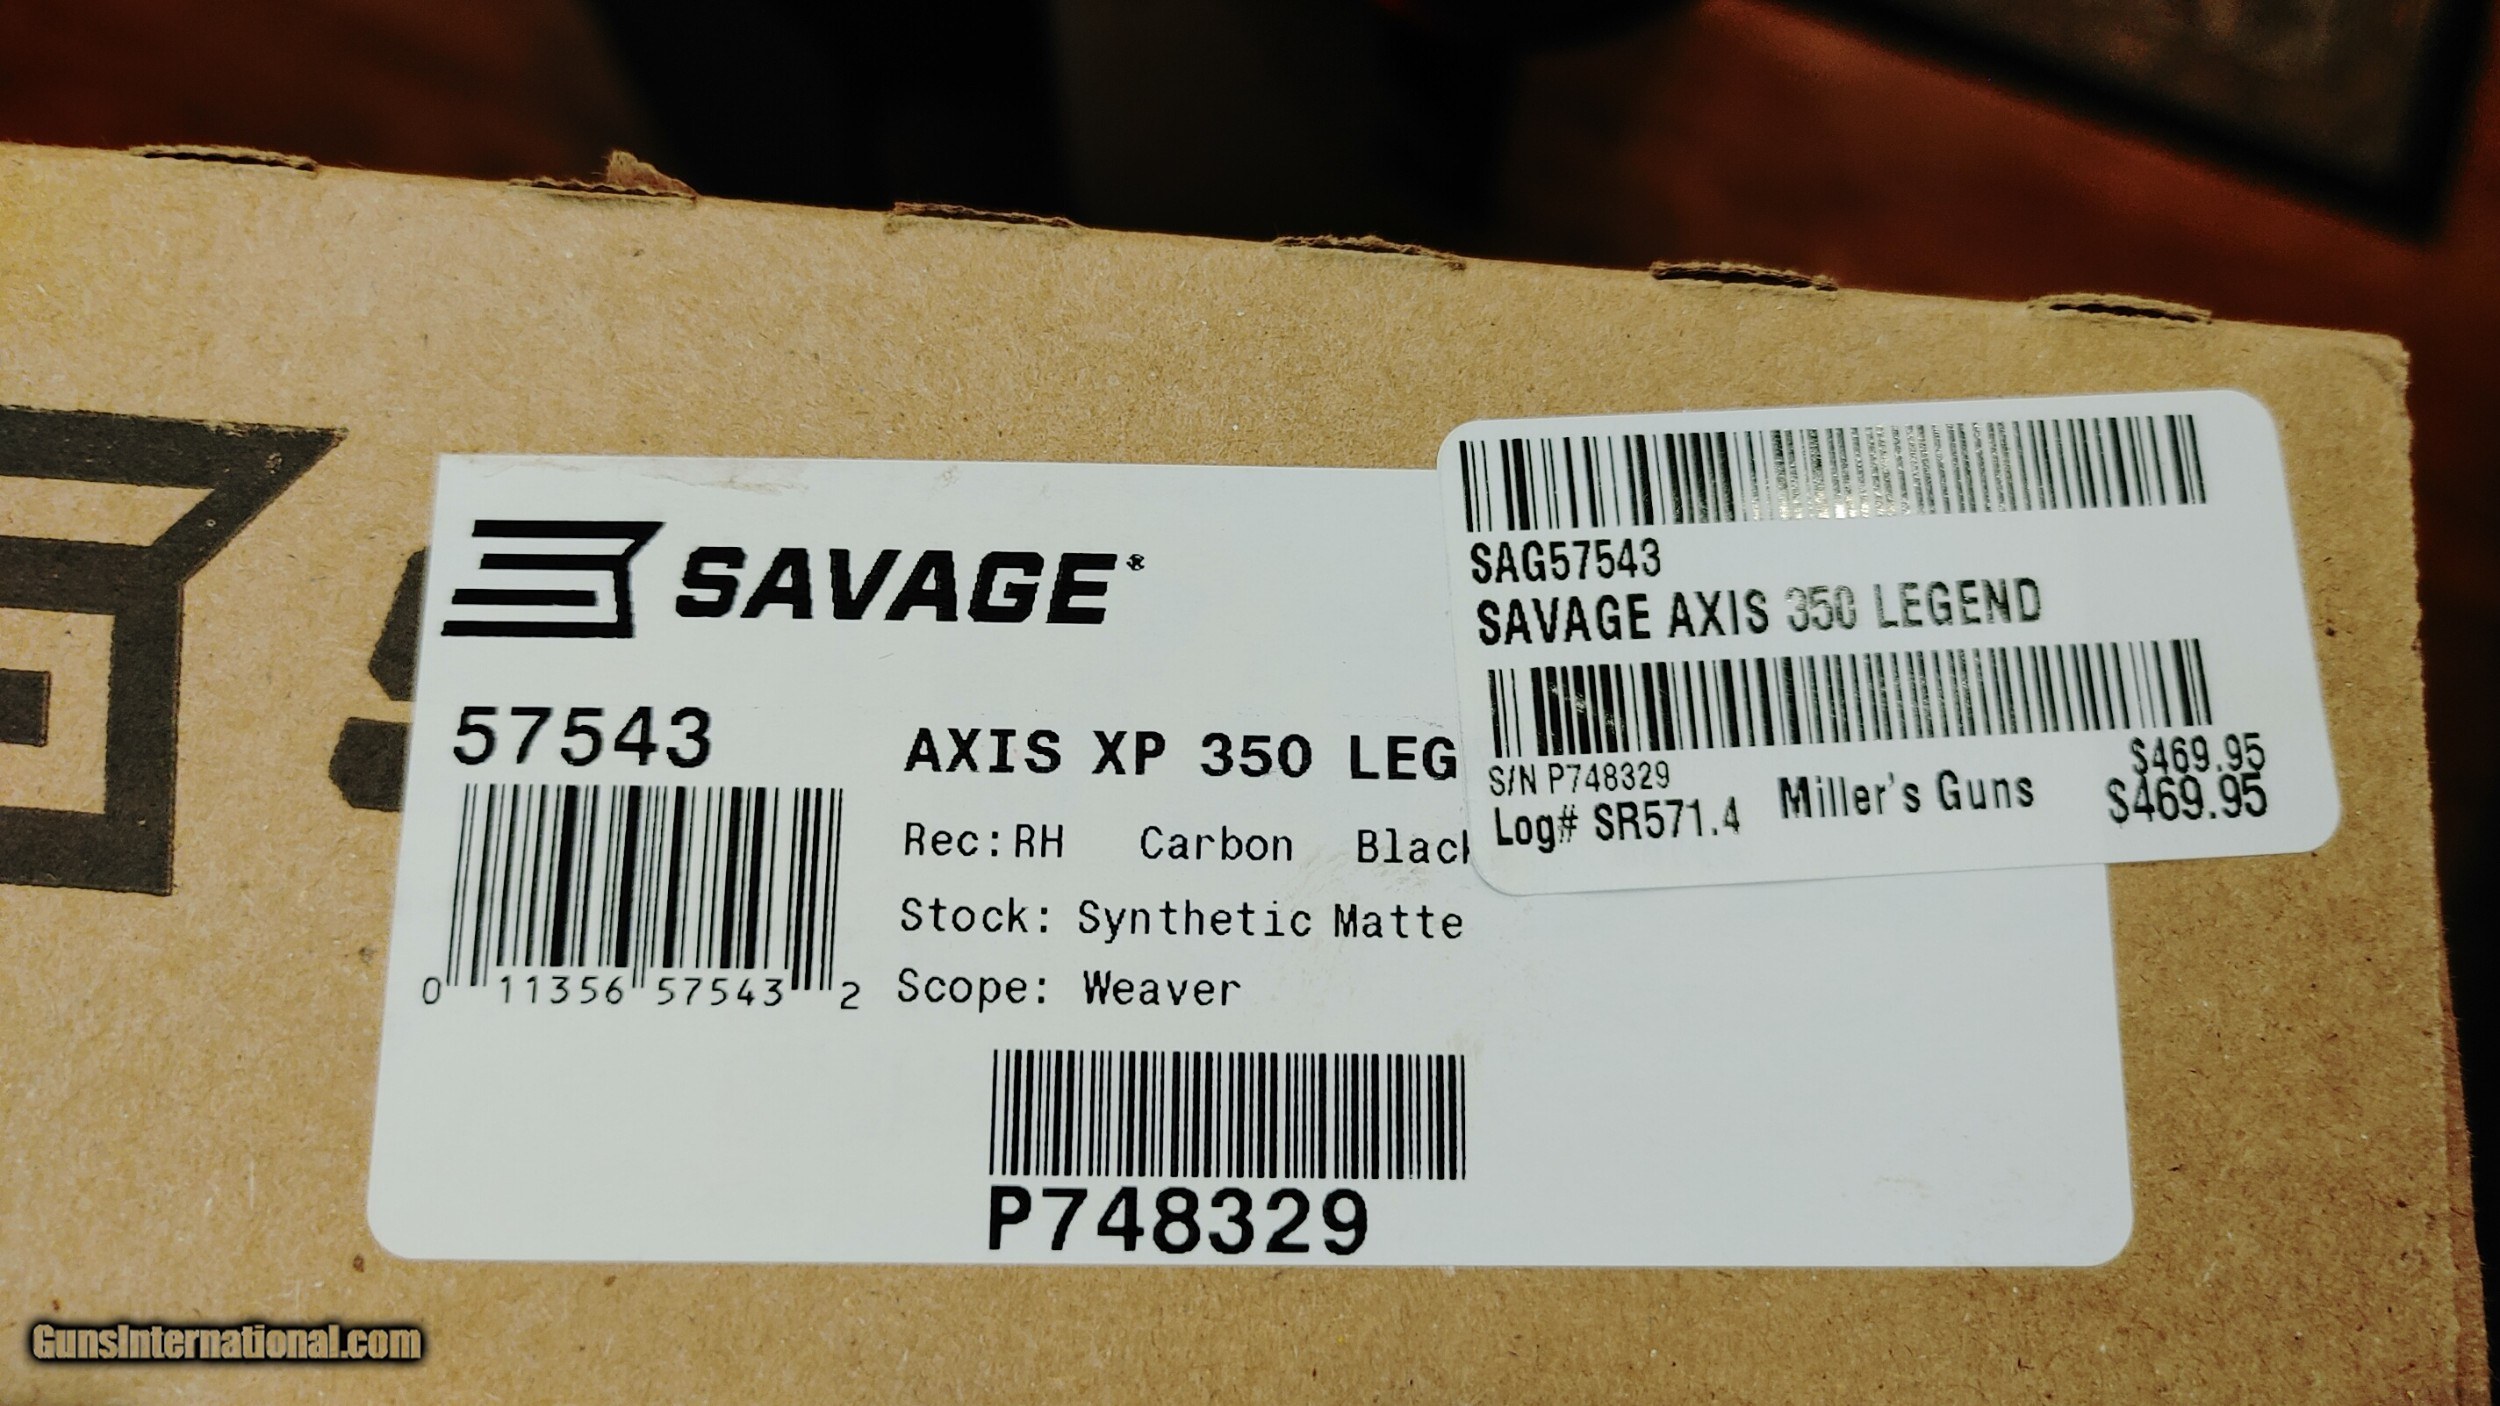 SAVAGE®
57543
AXIS XP 350 LEG
Rec:RH Carbon Black
Stock: Synthetic Matte
Scope: Weaver
0 11356 57543 2
P748329
SAG57543
SAVAGE AXIS 350 LEGEND
$469.95
S/N P748329
Log# SR571.4 Miller's Guns $469.95
GunsInternational.com